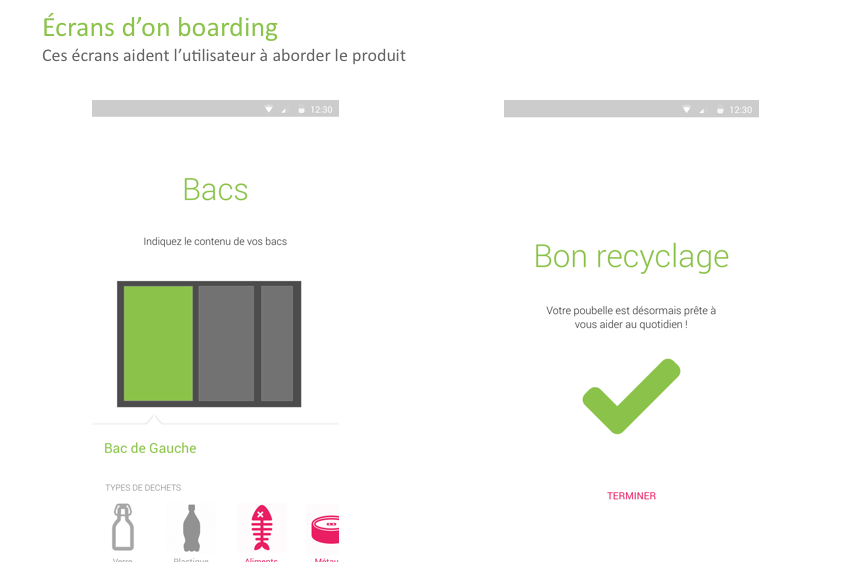 Écrans d’on boarding
Ces écrans aident l’utilisateur à aborder le produit
12:30
Bacs
Indiquez le contenu de vos bacs
Bac de Gauche
TYPES DE DECHETS
Verre Plastique Aliments Métau
12:30
Bon recyclage
Votre poubelle est désormais prête à
vous aider au quotidien !
TERMINER